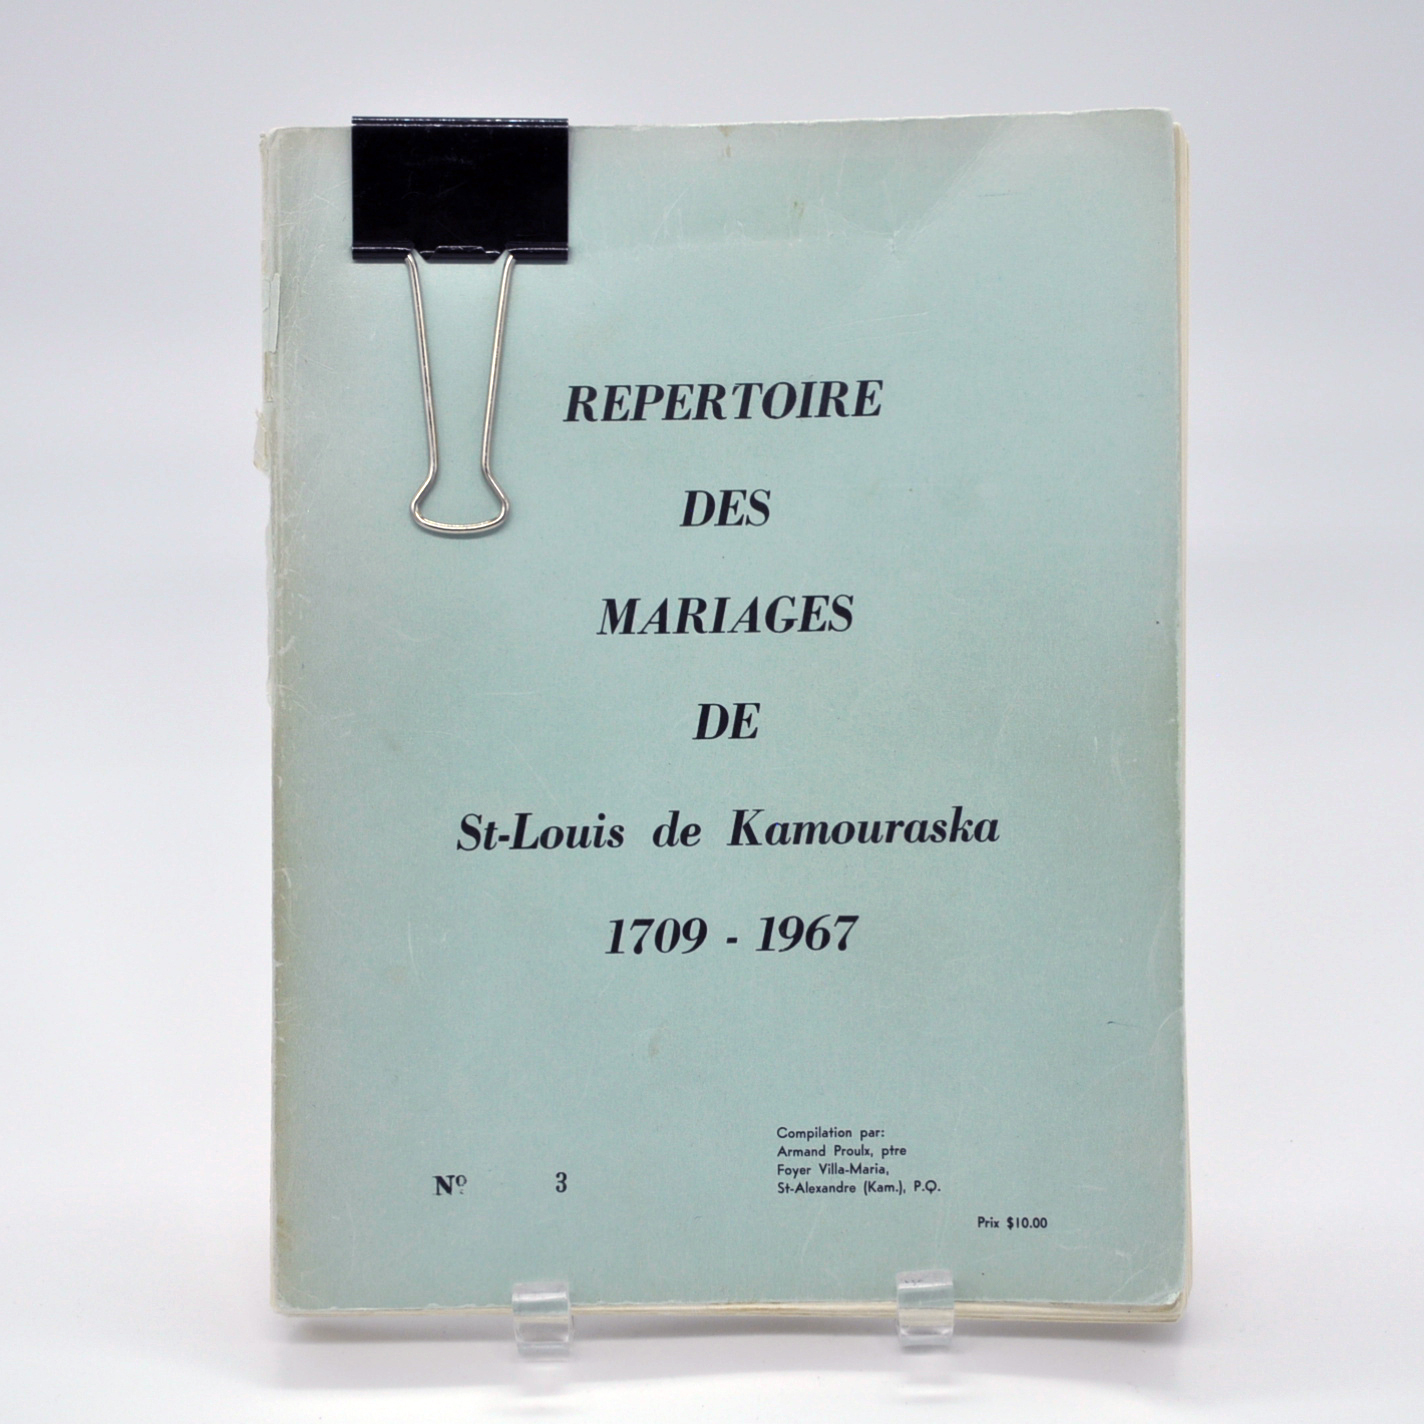 REPERTOIRE
DES
MARIAGES
DE
St-Louis de Kamouraska
1709 - 1967
Compilation par:
Armand Proulx, ptre
Foyer Villa-Maria,
St-Alexandre (Kam.), P.Q.
Nº 3
Prix $10.00